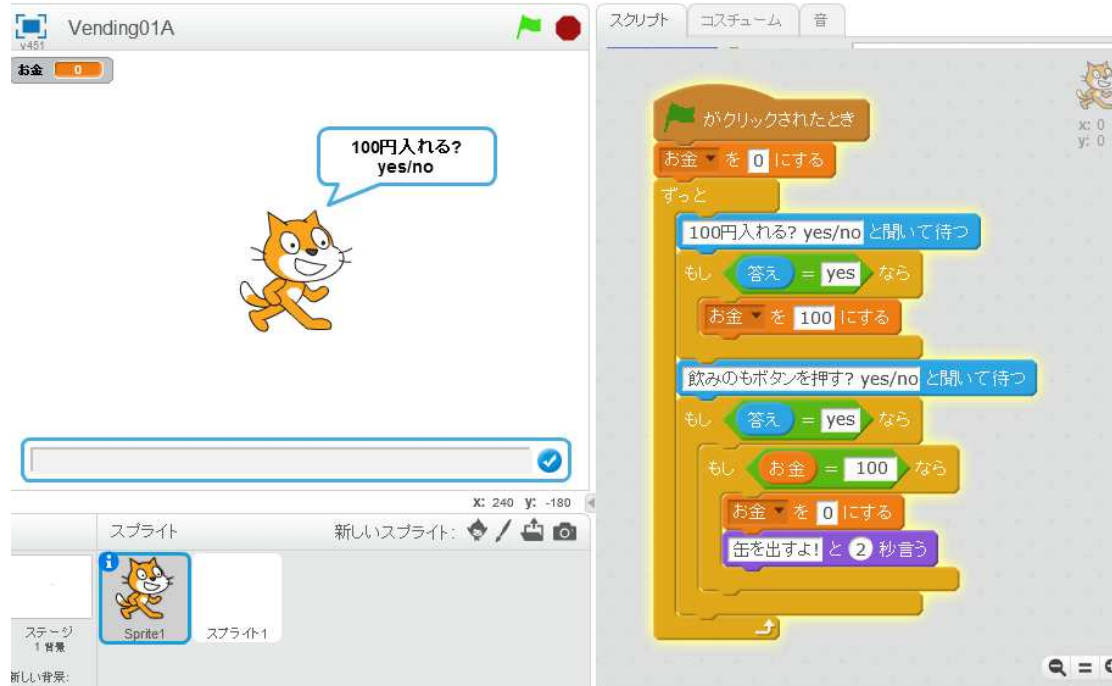 Vending01A
v451
お金 0
100円入れる?
yes/no
x: 240 y: -180
スプライト
新しいスプライト:
Sprite1
スプライト1
ステージ
1 背景
新しい背景:
スクリプト
コスチューム
音
x: 0
y: 0
がクリックされたとき
お金 を 0 にする
ずっと
100円入れる? yes/no と聞いて待つ
もし 答え = yes なら
お金 を 100 にする
飲みのもボタンを押す? yes/no と聞いて待つ
もし 答え = yes なら
もし お金 = 100 なら
お金 を 0 にする
缶を出すよ! と 2 秒言う